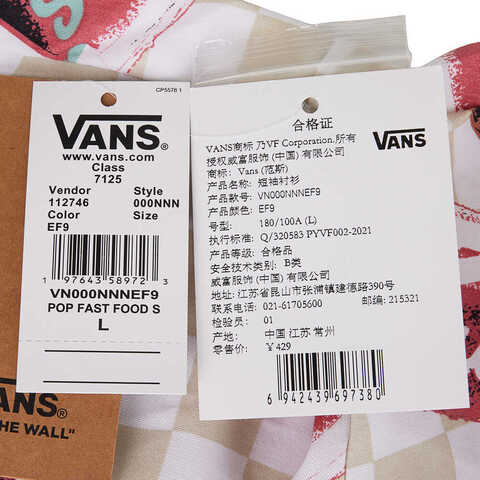 CP5578 1
VANS
®
www.vans.com
Class
7125
Vendor Style
112746 000NNN
Color Size
EF9
1 97643 58972 3
VN000NNNEF9
POP FAST FOOD S
L
ANS
®
HE WALL"
合格证
VANS商标 乃VF Corporation.所有
授权威富服饰 (中国) 有限公司
VANS
商标: Vans (范斯)
产品名称: 短袖衬衫
产品款号: VN000NNNEF9
产品颜色: EF9
号型: 180/100A (L)
执行标准: Q/320583 PYVF002-2021
产品等级: 合格品
安全技术类别: B类
威富服饰 (中国) 有限公司
地址: 江苏省昆山市张浦镇建德路390号
联系电话: 021-61705600 邮编: 215321
检验员: 01
产地: 中国 江苏 常州
零售价: ￥429
6 942439 697380